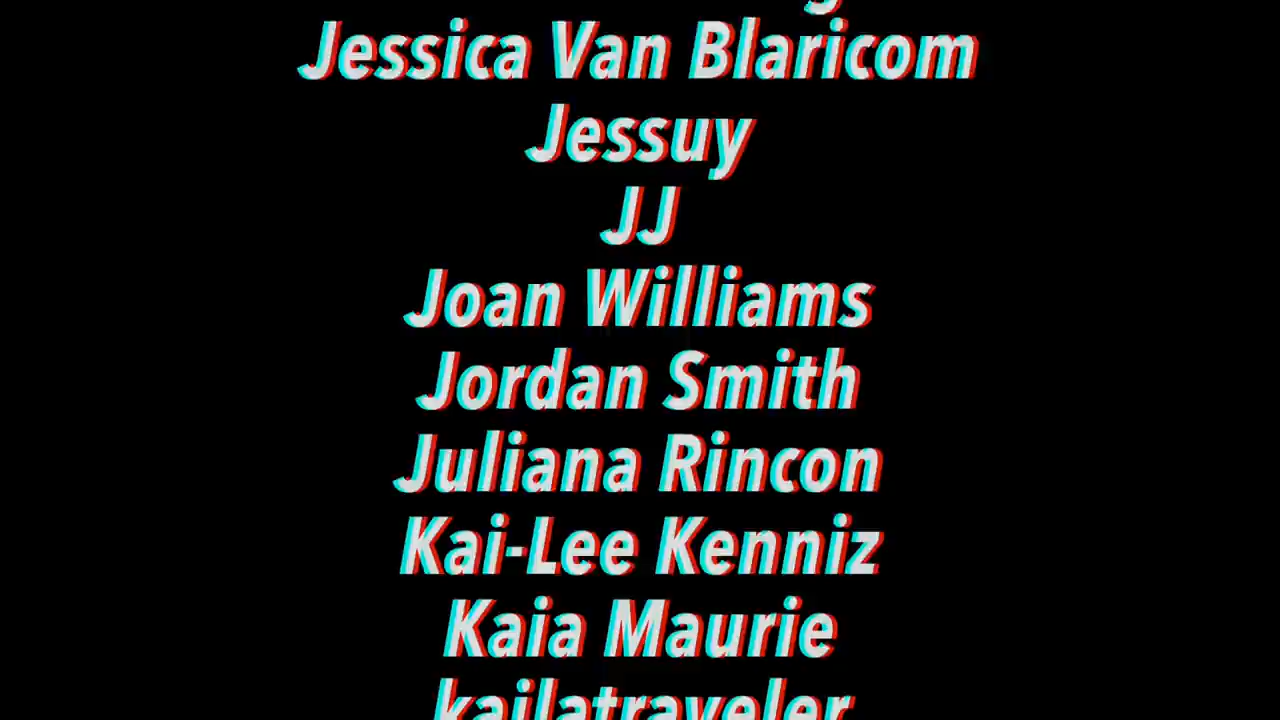 Jessica Van Blaricom
Jessuy
JJ
Joan Williams
Jordan Smith
Juliana Rincon
Kai-Lee Kenniz
Kaia Maurie
kailatraveler